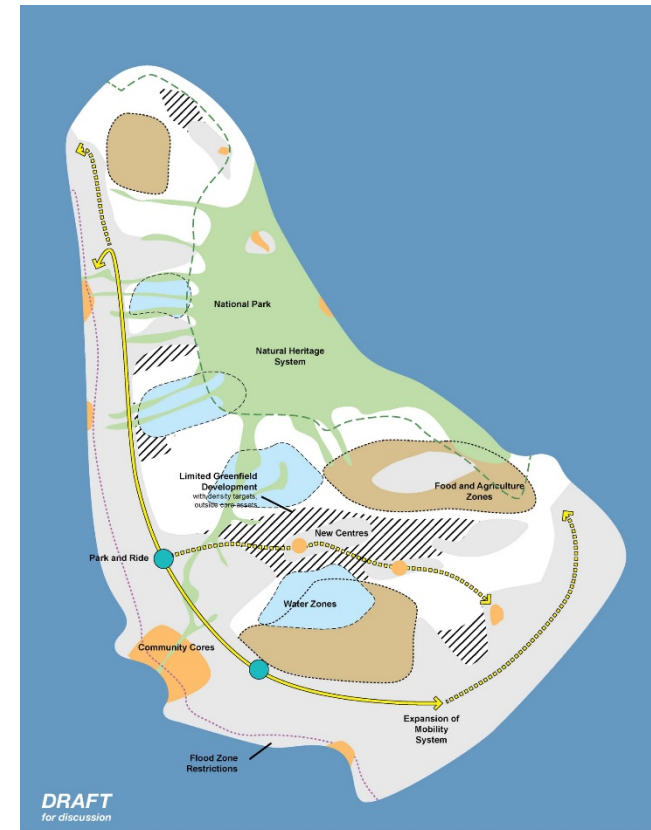 National Park
Natural Heritage
System
Limited Greenfield
Development
with density targets,
outside core assets
Food and Agriculture
Zones
New Centres
Park and Ride
Water Zones
Community Cores
Expansion of
Mobility
System
Flood Zone
Restrictions
DRAFT
for discussion